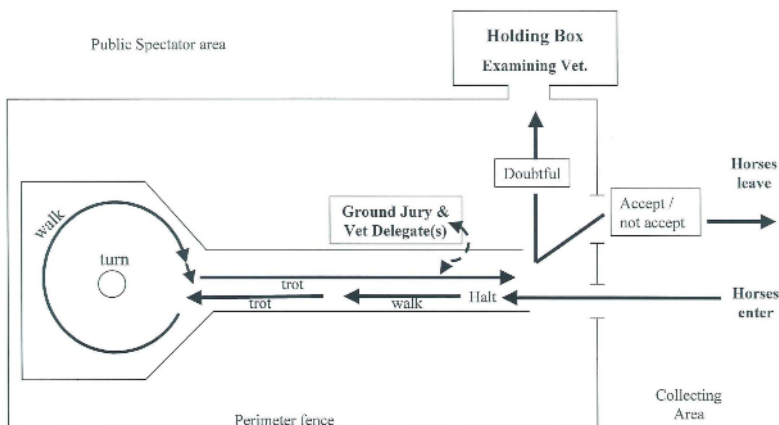 Public Spectator area
Holding Box
Examining Vet.
Doubtful
Horses
leave
Accept /
not accept
Ground Jury &
Vet Delegate(s)
walk
turn
trot
trot
walk
Halt
Horses
enter
Collecting
Area
Perimeter fence